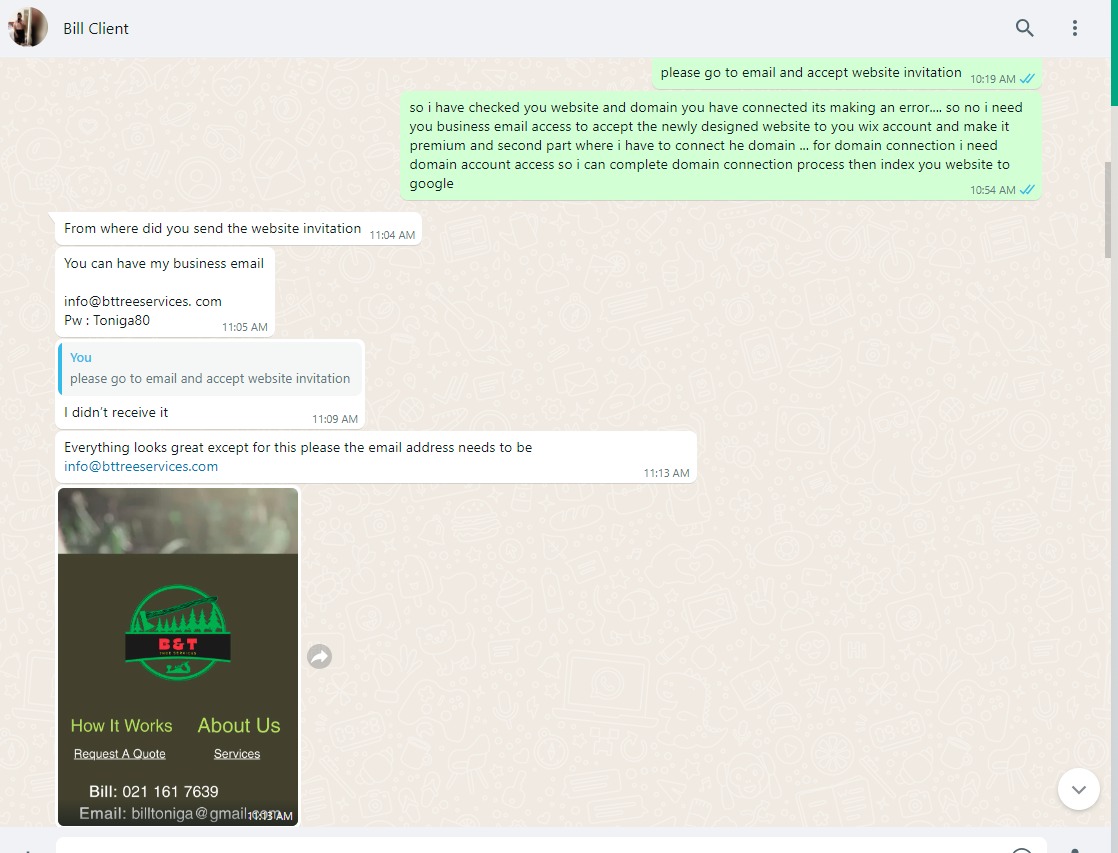 Bill Client
please go to email and accept website invitation
10:19 AM
so i have checked you website and domain you have connected its making an error.... so no i need
you business email access to accept the newly designed website to you wix account and make it
premium and second part where i have to connect he domain ... for domain connection i need
domain account access so i can complete domain connection process then index you website to
google
10:54 AM
From where did you send the website invitation
11:04 AM
You can have my business email
info@bttreeservices. com
Pw : Toniga80
11:05 AM
You
please go to email and accept website invitation
I didn't receive it
11:09 AM
Everything looks great except for this please the email address needs to be
info@bttreeservices.com
11:13 AM
B&T
TREE SERVICES
How It Works
About Us
Request A Quote
Services
Bill: 021 161 7639
Email: billtoniga@gmail.com
11:13 AM